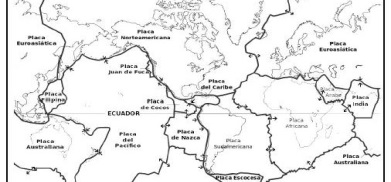 Placa
Norteamericana
Placa
Euroasiática
Placa
Euroasiática
Placa
Juan de Fuca
Placa
del Caribe
Placa
Filipina
Placa
de Cocos
ECUADOR
Placa
Arabe
Placa
India
Placa
Africana
Placa
Australiana
Placa
del
Pacífico
Placa
de Nazca
Placa
Sudamericana
Placa
Australiana
Placa Escocesa